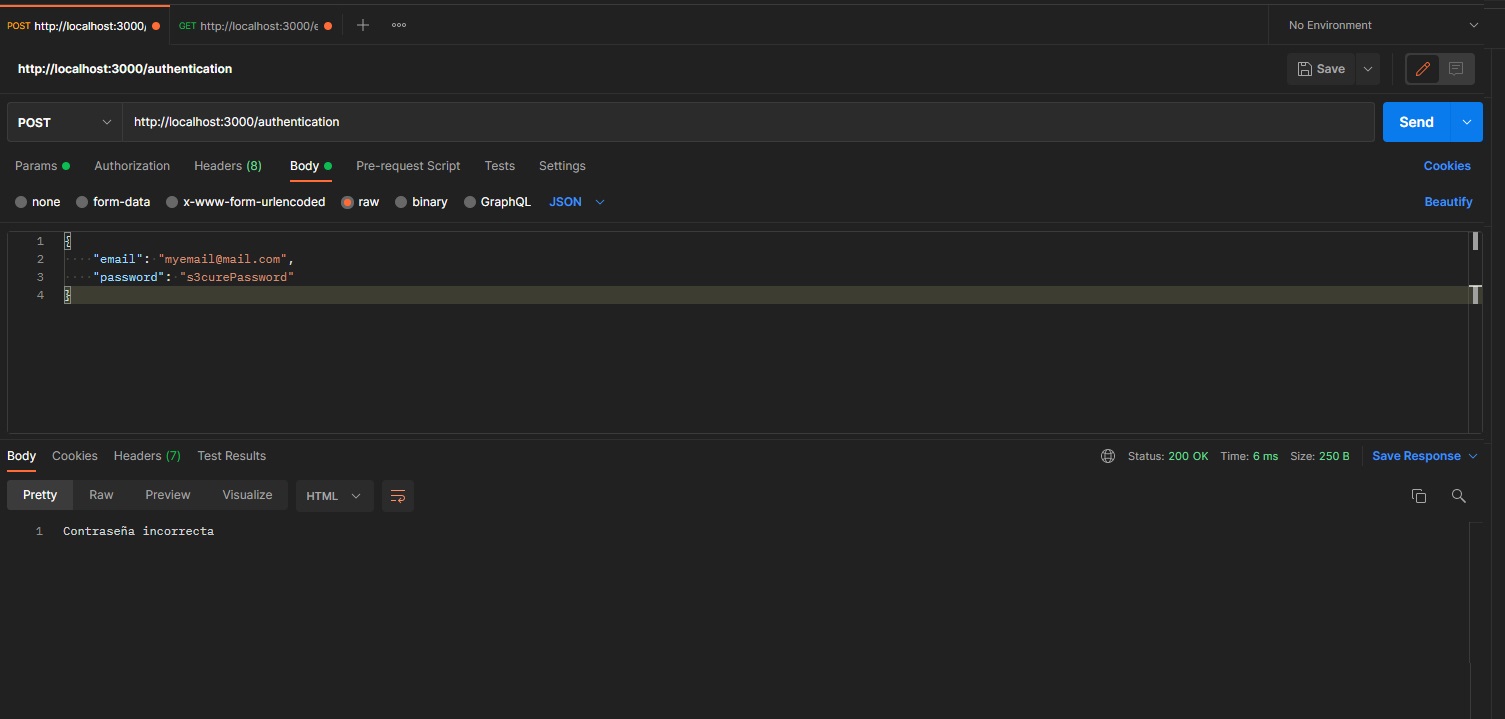 POST http://localhost:3000/ GET http://localhost:3000/e No Environment
http://localhost:3000/authentication Save
POST http://localhost:3000/authentication Send
Params Authorization Headers (8) Body Pre-request Script Tests Settings Cookies
none form-data x-www-form-urlencoded raw binary GraphQL JSON Beautify
1 {
2 "email": "myemail@mail.com",
3 "password": "s3curePassword"
4 }
Body Cookies Headers (7) Test Results Status: 200 OK Time: 6 ms Size: 250 B Save Response
Pretty Raw Preview Visualize HTML
1 Contraseña incorrecta